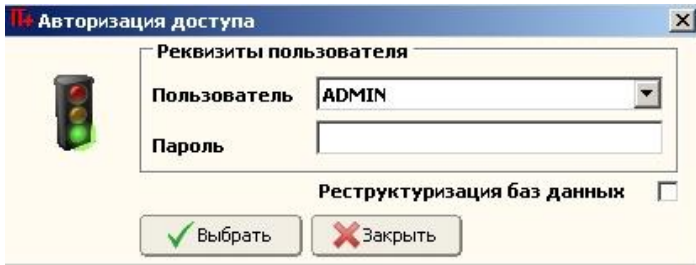 П+ Авторизация доступа
Реквизиты пользователя
Пользователь ADMIN
Пароль
Реструктуризация баз данных
Выбрать Закрыть